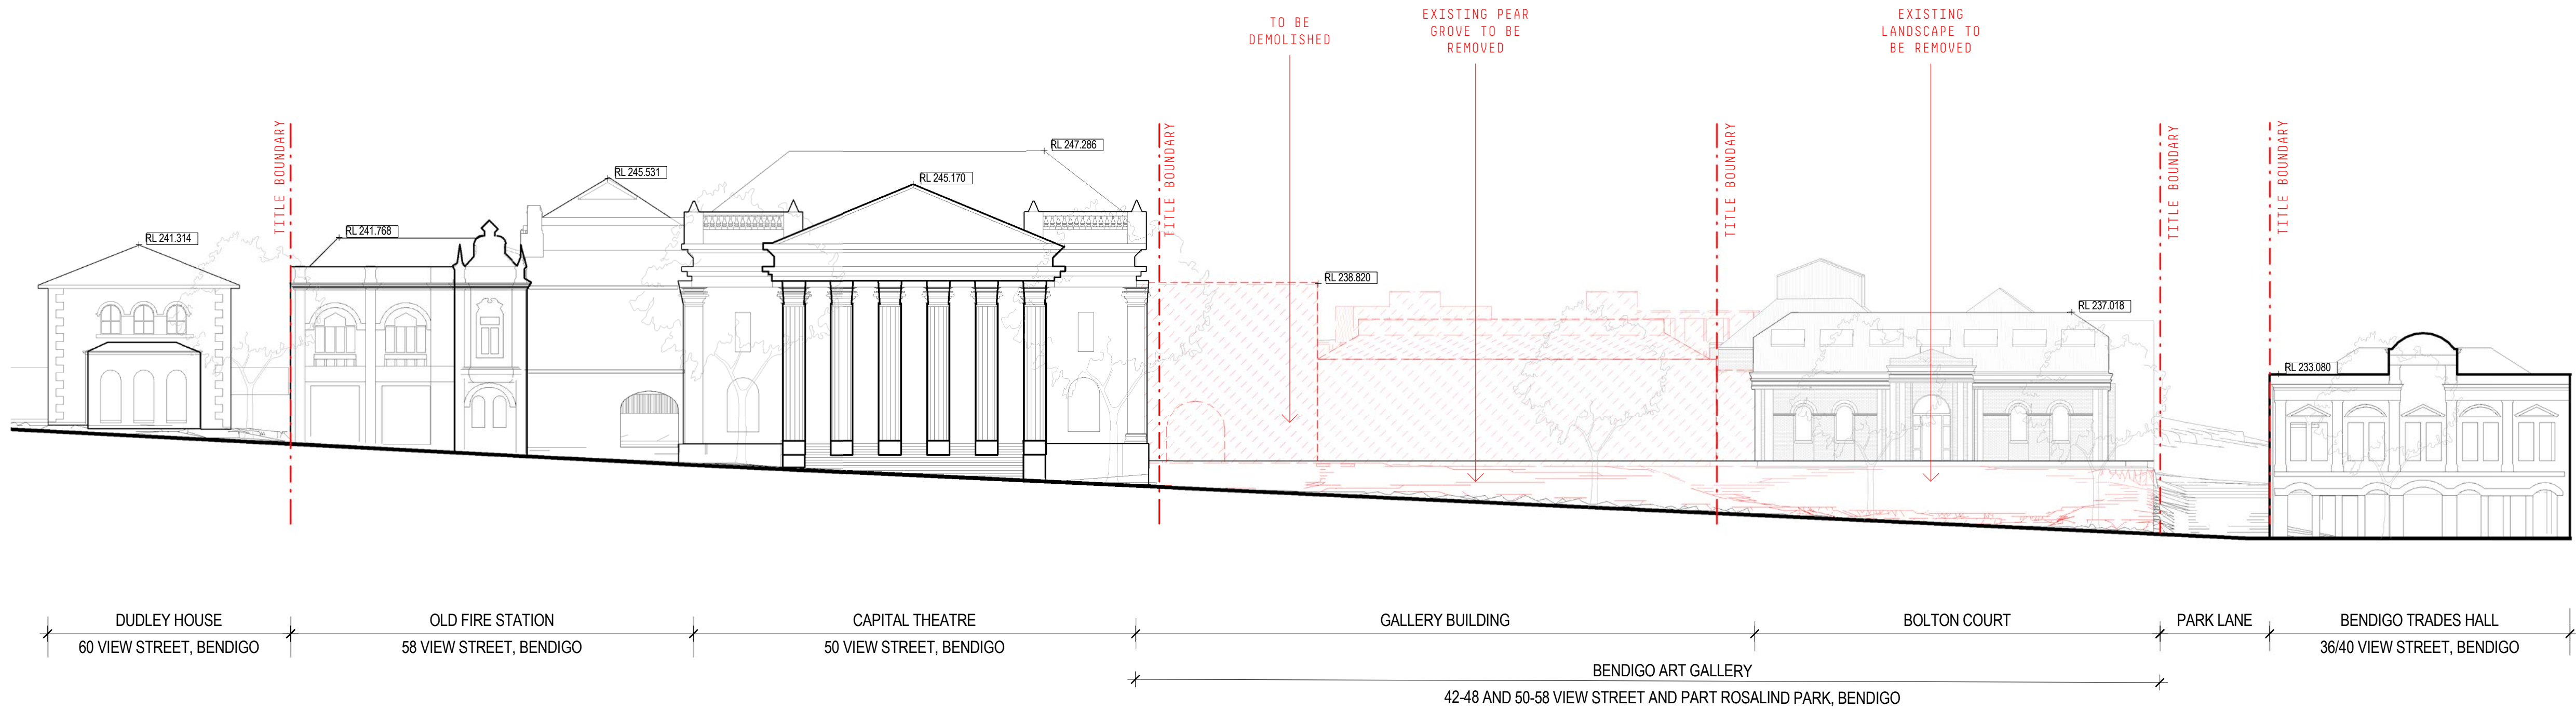 TO BE
DEMOLISHED
EXISTING PEAR
GROVE TO BE
REMOVED
EXISTING
LANDSCAPE TO
BE REMOVED
TITLE BOUNDARY
TITLE BOUNDARY
TITLE BOUNDARY
TITLE BOUNDARY
TITLE BOUNDARY
RL 241.314
RL 241.768
RL 245.531
RL 245.170
RL 247.286
RL 238.820
RL 237.018
RL 233.080
DUDLEY HOUSE
60 VIEW STREET, BENDIGO
OLD FIRE STATION
58 VIEW STREET, BENDIGO
CAPITAL THEATRE
50 VIEW STREET, BENDIGO
GALLERY BUILDING
BOLTON COURT
PARK LANE
BENDIGO TRADES HALL
36/40 VIEW STREET, BENDIGO
BENDIGO ART GALLERY
42-48 AND 50-58 VIEW STREET AND PART ROSALIND PARK, BENDIGO